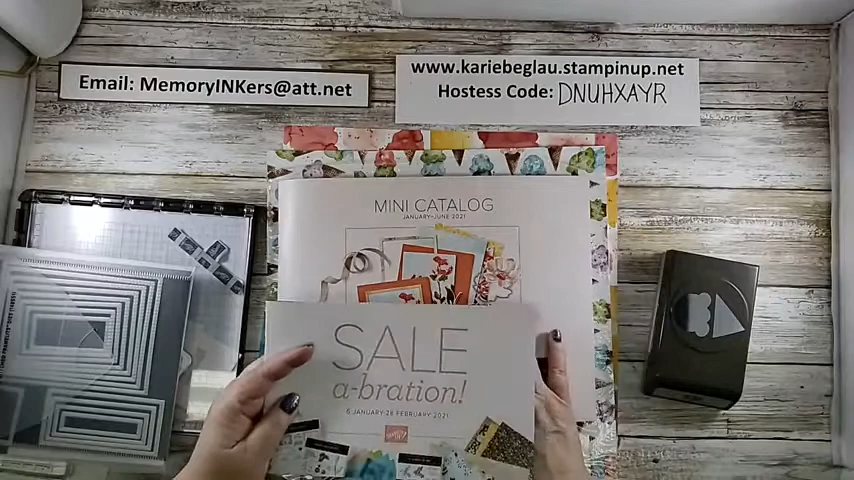 Email: MemoryINKers@att.net
www.kariebeglau.stampinup.net
Hostess Code: DNUHXAYR
MINI CATALOG
JANUARY–JUNE 2021
SALE
a-bration!
6 JANUARY–28 FEBRUARY 2021